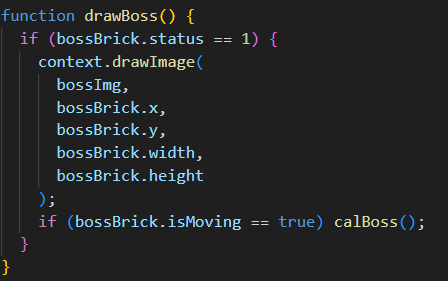 function drawBoss() {
  if (bossBrick.status == 1) {
    context.drawImage(
      bossImg,
      bossBrick.x,
      bossBrick.y,
      bossBrick.width,
      bossBrick.height
    );
    if (bossBrick.isMoving == true) calBoss();
  }
}